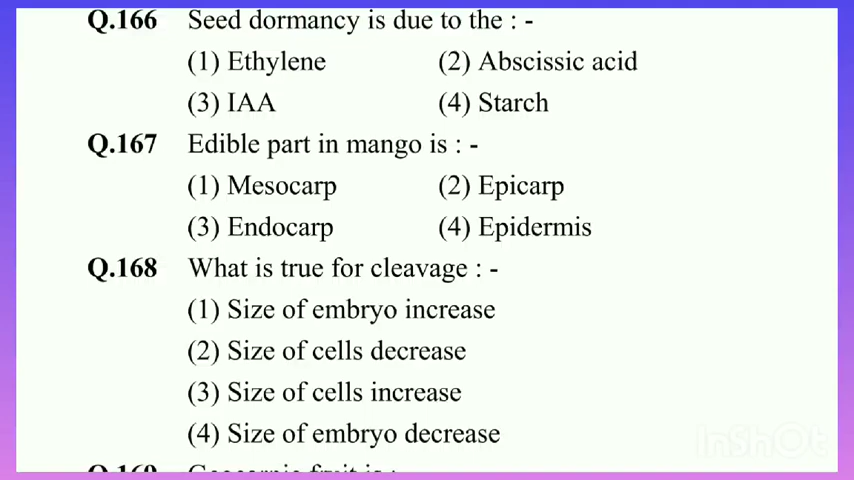 Q.166 Seed dormancy is due to the : -
(1) Ethylene (2) Abscissic acid
(3) IAA (4) Starch
Q.167 Edible part in mango is : -
(1) Mesocarp (2) Epicarp
(3) Endocarp (4) Epidermis
Q.168 What is true for cleavage : -
(1) Size of embryo increase
(2) Size of cells decrease
(3) Size of cells increase
(4) Size of embryo decrease
InShOt